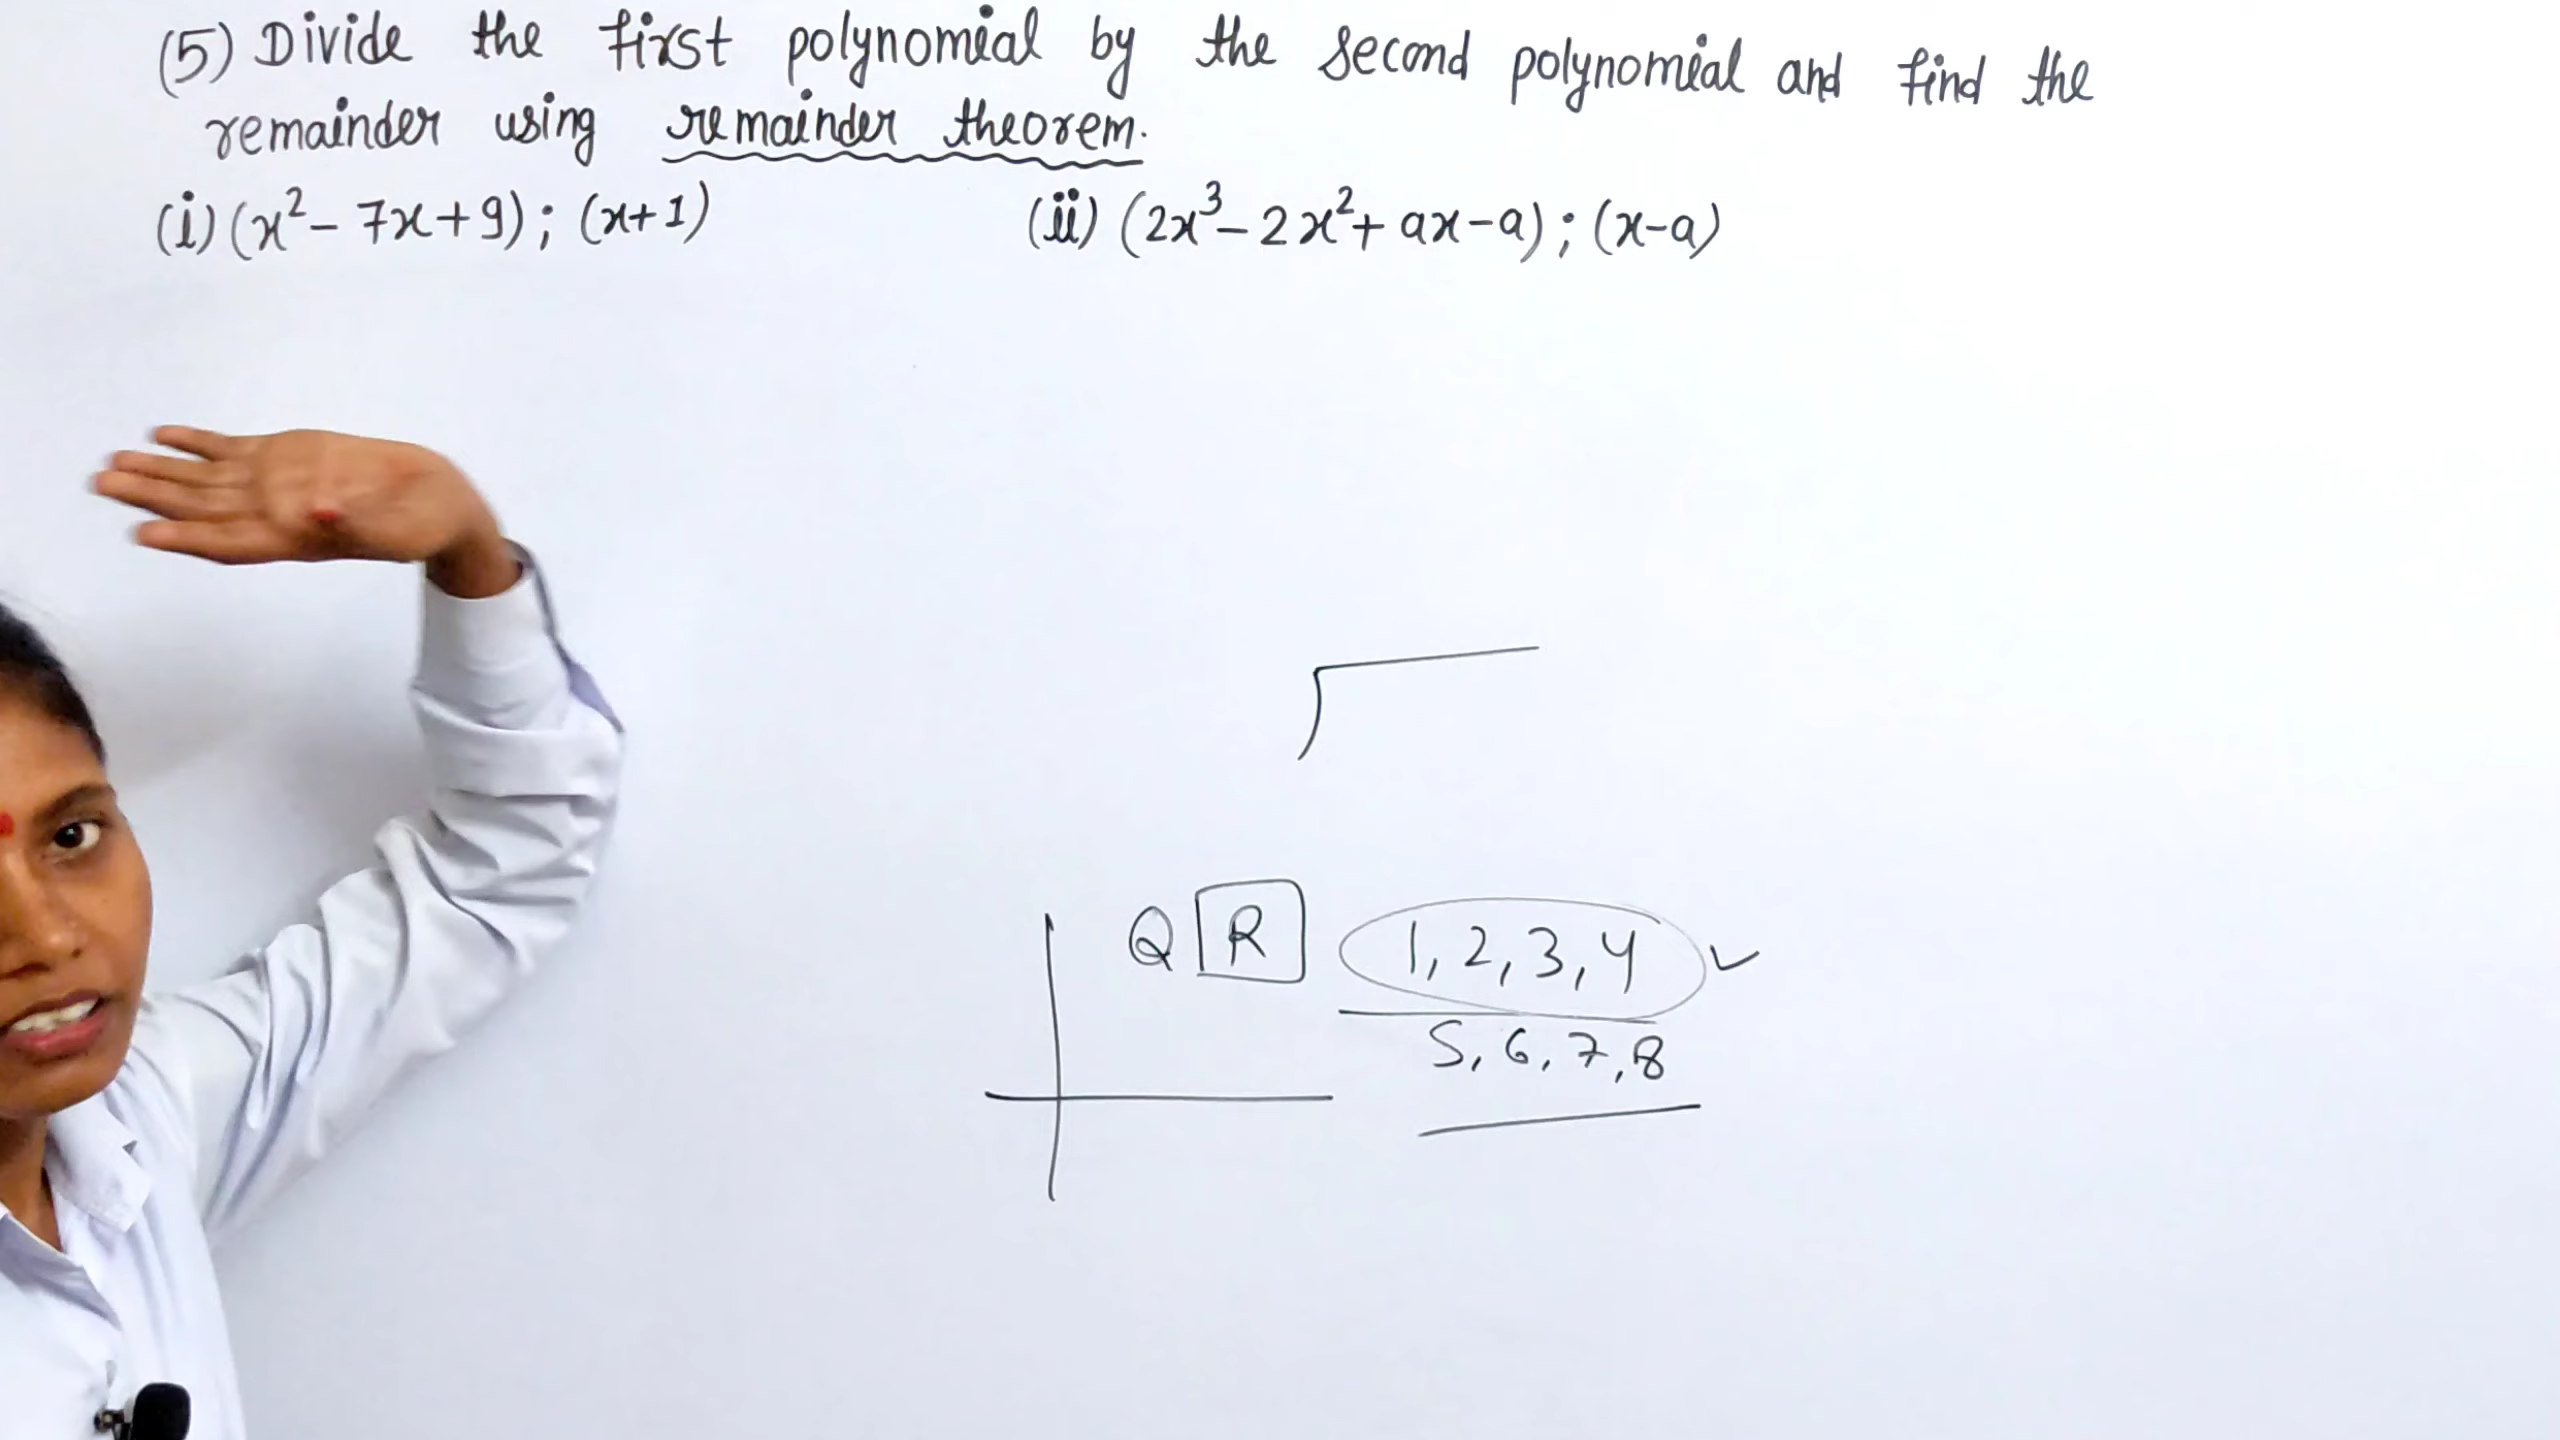 (5) Divide the first polynomial by the second polynomial and find the
remainder using remainder theorem.
(i) (x² - 7x + 9) ; (x+1) (ii) (2x³ - 2x² + ax - a) ; (x-a)
Q R 1, 2, 3, 4 ✓
5, 6, 7, 8